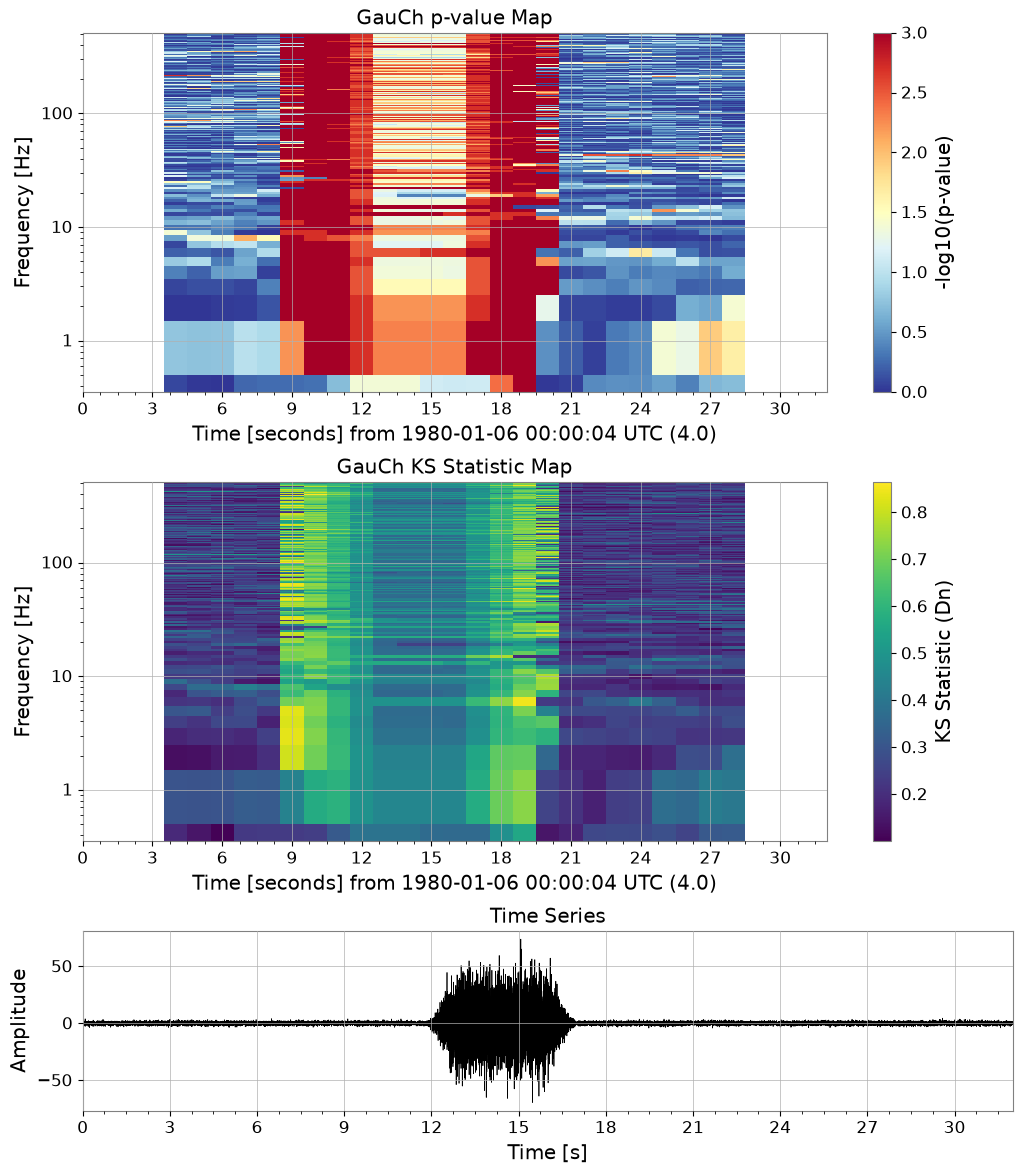 GauCh p-value Map
Frequency [Hz]
100
10
1
0 3 6 9 12 15 18 21 24 27 30
Time [seconds] from 1980-01-06 00:00:04 UTC (4.0)
3.0
2.5
2.0
1.5
1.0
0.5
0.0
-log10(p-value)
GauCh KS Statistic Map
Frequency [Hz]
100
10
1
0 3 6 9 12 15 18 21 24 27 30
Time [seconds] from 1980-01-06 00:00:04 UTC (4.0)
0.8
0.7
0.6
0.5
0.4
0.3
0.2
KS Statistic (Dn)
Time Series
Amplitude
50
0
−50
0 3 6 9 12 15 18 21 24 27 30
Time [s]